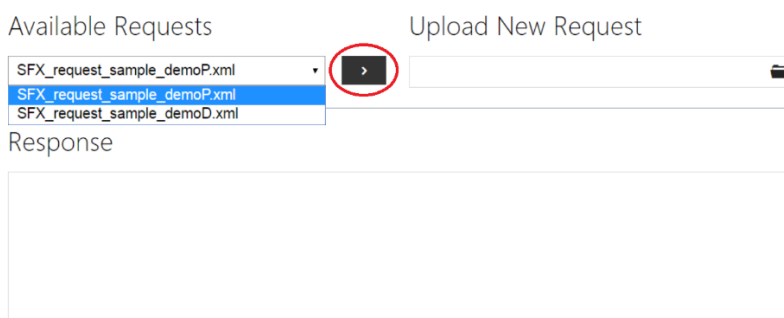 Available Requests
Upload New Request
SFX_request_sample_demoP.xml
>
SFX_request_sample_demoP.xml
SFX_request_sample_demoD.xml
Response